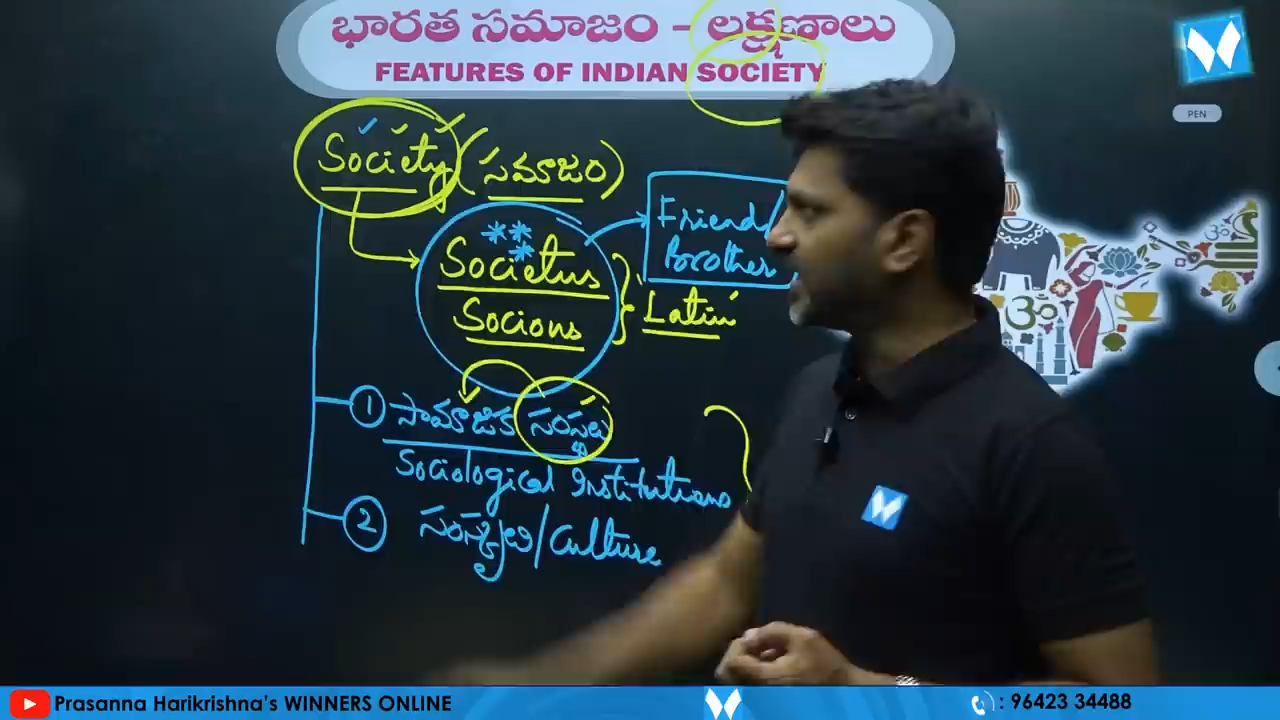 భారత సమాజం - లక్షణాలు
FEATURES OF INDIAN SOCIETY
PEN
Society (సమాజం)
Societus
Socions
Friend/
Brother
Latin
1 సామాజిక సంస్థలు
Sociological Institutions
2 సంస్కృతి/Culture
Prasanna Harikrishna's WINNERS ONLINE
: 96423 34488